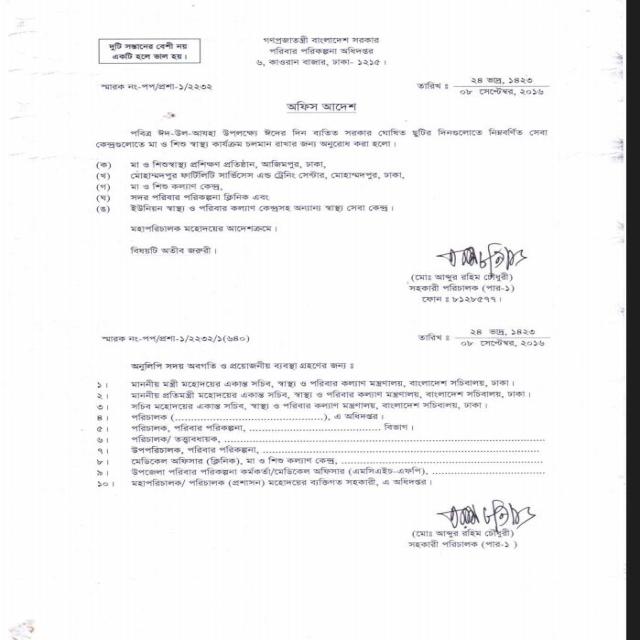 দুটি সন্তানের বেশী নয়
একটি হলে ভাল হয়।
গণপ্রজাতন্ত্রী বাংলাদেশ সরকার
পরিবার পরিকল্পনা অধিদপ্তর
৬, কাওরান বাজার, ঢাকা- ১২১৫।
স্মারক নং-পপ/প্রশা-১/২২৩২
তারিখ : ২৪ ভাদ্র, ১৪২৩
০৮ সেপ্টেম্বর, ২০১৬
অফিস আদেশ
পবিত্র ঈদ-উল-আযহা উপলক্ষ্যে ঈদের দিন ব্যতিত সরকার ঘোষিত ছুটির দিনগুলোতে নিম্নবর্ণিত সেবা
কেন্দ্রগুলোতে মা ও শিশু স্বাস্থ্য কার্যক্রম চলমান রাখার জন্য অনুরোধ করা হলো।
(ক) মা ও শিশুস্বাস্থ্য প্রশিক্ষণ প্রতিষ্ঠান, আজিমপুর, ঢাকা,
(খ) মোহাম্মদপুর ফার্টিলিটি সার্ভিসেস এন্ড ট্রেনিং সেন্টার, মোহাম্মদপুর, ঢাকা,
(গ) মা ও শিশু কল্যাণ কেন্দ্র,
(ঘ) সদর পরিবার পরিকল্পনা ক্লিনিক এবং
(ঙ) ইউনিয়ন স্বাস্থ্য ও পরিবার কল্যাণ কেন্দ্রসহ অন্যান্য স্বাস্থ্য সেবা কেন্দ্র।
মহাপরিচালক মহোদয়ের আদেশক্রমে।
বিষয়টি অতীব জরুরী।
(মোঃ আব্দুর রহিম চৌধুরী)
সহকারী পরিচালক (পার-১)
ফোন : ৮১২৮৫৭৭।
স্মারক নং-পপ/প্রশা-১/২২৩২/১(৬৪০)
তারিখ : ২৪ ভাদ্র, ১৪২৩
০৮ সেপ্টেম্বর, ২০১৬
অনুলিপি সদয় অবগতি ও প্রয়োজনীয় ব্যবস্থা গ্রহণের জন্য :
১। মাননীয় মন্ত্রী মহোদয়ের একান্ত সচিব, স্বাস্থ্য ও পরিবার কল্যাণ মন্ত্রণালয়, বাংলাদেশ সচিবালয়, ঢাকা।
২। মাননীয় প্রতিমন্ত্রী মহোদয়ের একান্ত সচিব, স্বাস্থ্য ও পরিবার কল্যাণ মন্ত্রণালয়, বাংলাদেশ সচিবালয়, ঢাকা।
৩। সচিব মহোদয়ের একান্ত সচিব, স্বাস্থ্য ও পরিবার কল্যাণ মন্ত্রণালয়, বাংলাদেশ সচিবালয়, ঢাকা।
৪। পরিচালক (..............................), এ অধিদপ্তর।
৫। পরিচালক, পরিবার পরিকল্পনা, ........................ বিভাগ।
৬। পরিচালক/ তত্ত্বাবধায়ক, ........................................
৭। উপপরিচালক, পরিবার পরিকল্পনা, ........................................
৮। মেডিকেল অফিসার (ক্লিনিক), মা ও শিশু কল্যাণ কেন্দ্র, ..............................
৯। উপজেলা পরিবার পরিকল্পনা কর্মকর্তা/মেডিকেল অফিসার (এমসিএইচ-এফপি), ....................
১০। মহাপরিচালক/ পরিচালক (প্রশাসন) মহোদয়ের ব্যক্তিগত সহকারী, এ অধিদপ্তর।
(মোঃ আব্দুর রহিম চৌধুরী)
সহকারী পরিচালক (পার-১ )